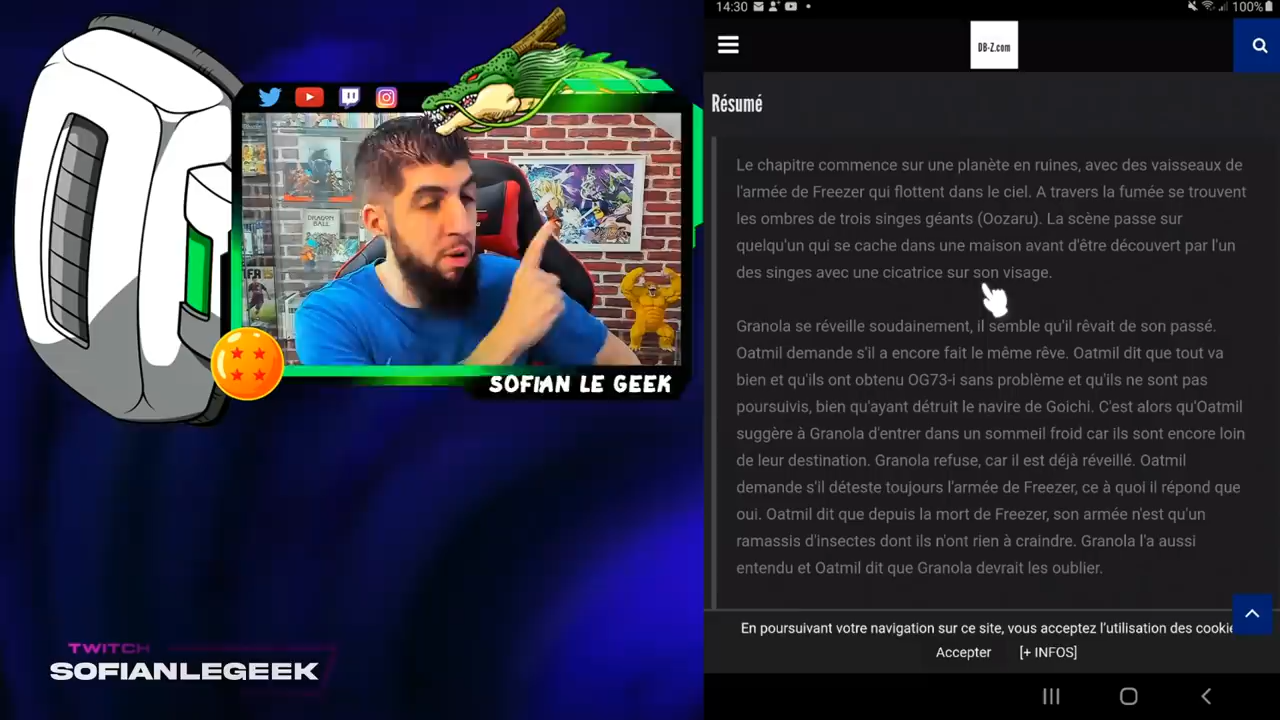 14:30
100%
DB-Z.com
Résumé
Le chapitre commence sur une planète en ruines, avec des vaisseaux de
l'armée de Freezer qui flottent dans le ciel. A travers la fumée se trouvent
les ombres de trois singes géants (Oozaru). La scène passe sur
quelqu'un qui se cache dans une maison avant d'être découvert par l'un
des singes avec une cicatrice sur son visage.
Granola se réveille soudainement, il semble qu'il rêvait de son passé.
Oatmil demande s'il a encore fait le même rêve. Oatmil dit que tout va
bien et qu'ils ont obtenu OG73-i sans problème et qu'ils ne sont pas
poursuivis, bien qu'ayant détruit le navire de Goichi. C'est alors qu'Oatmil
suggère à Granola d'entrer dans un sommeil froid car ils sont encore loin
de leur destination. Granola refuse, car il est déjà réveillé. Oatmil
demande s'il déteste toujours l'armée de Freezer, ce à quoi il répond que
oui. Oatmil dit que depuis la mort de Freezer, son armée n'est qu'un
ramassis d'insectes dont ils n'ont rien à craindre. Granola l'a aussi
entendu et Oatmil dit que Granola devrait les oublier.
En poursuivant votre navigation sur ce site, vous acceptez l'utilisation des cookie
Accepter [+ INFOS]
DRAGON
BALL
SOFIAN LE GEEK
TWITCH
SOFIANLEGEEK